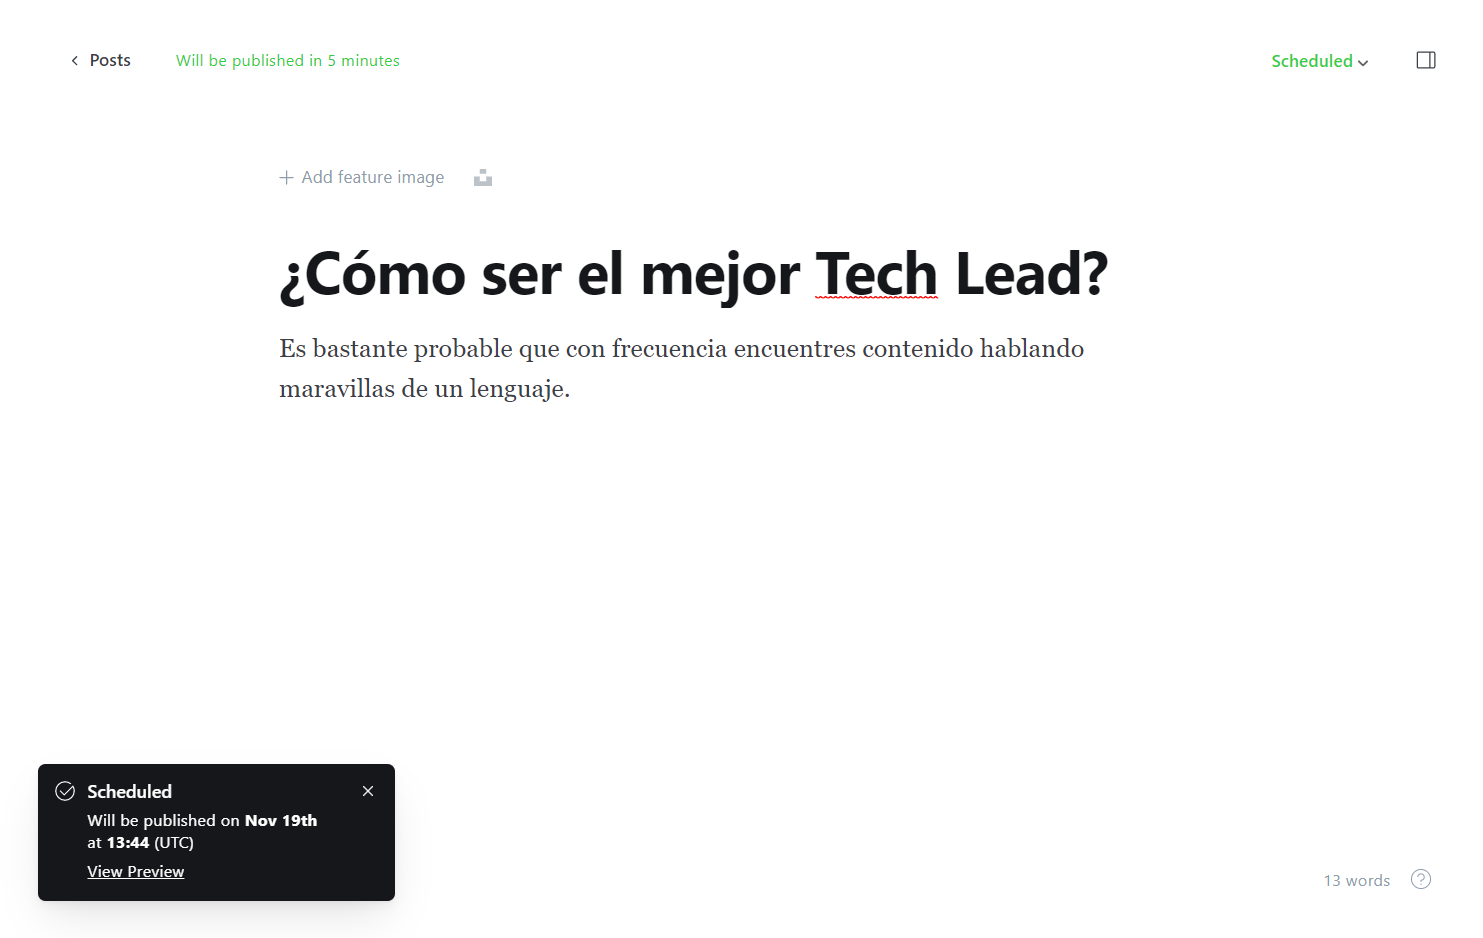 Posts
Will be published in 5 minutes
Scheduled
Add feature image
¿Cómo ser el mejor Tech Lead?
Es bastante probable que con frecuencia encuentres contenido hablando
maravillas de un lenguaje.
Scheduled
Will be published on Nov 19th
at 13:44 (UTC)
View Preview
13 words
?